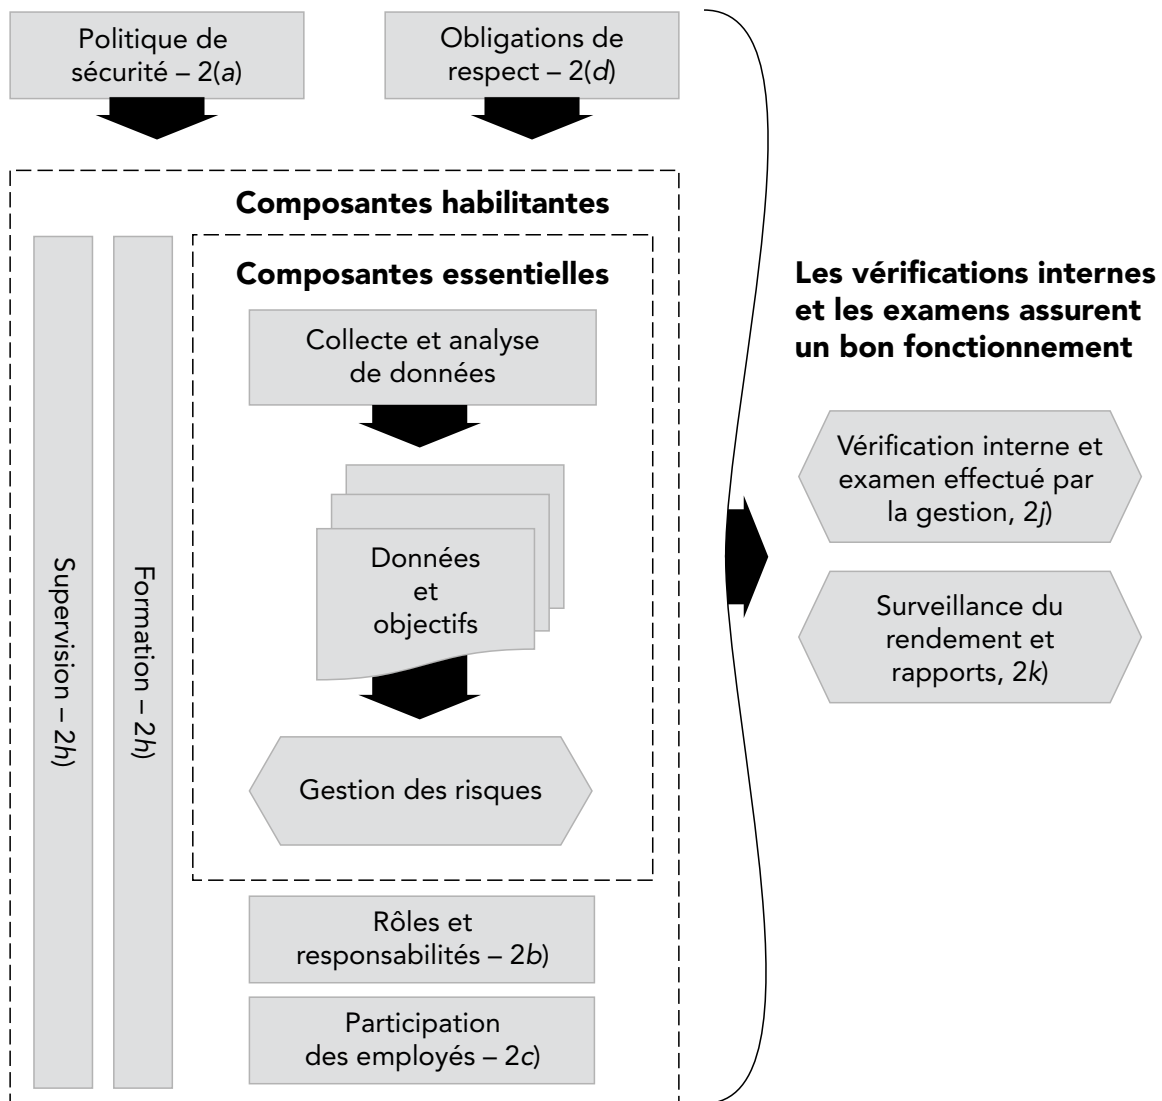 Politique de
sécurité – 2(a)
Obligations de
respect – 2(d)
Composantes habilitantes
Composantes essentielles
Collecte et analyse
de données
Données
et
objectifs
Gestion des risques
Supervision – 2h)
Formation – 2h)
Rôles et
responsabilités – 2b)
Participation
des employés – 2c)
Les vérifications internes
et les examens assurent
un bon fonctionnement
Vérification interne et
examen effectué par
la gestion, 2j)
Surveillance du
rendement et
rapports, 2k)